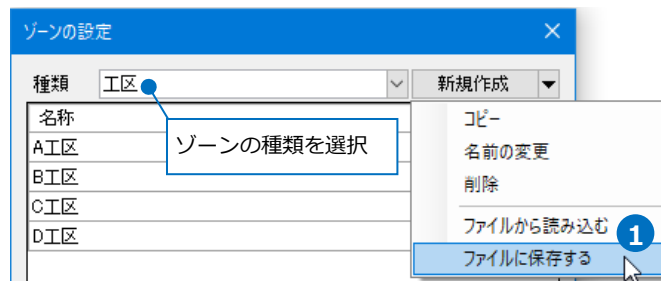 ゾーンの設定
種類 工区 新規作成
名称
A工区
B工区
C工区
D工区
ゾーンの種類を選択
コピー
名前の変更
削除
ファイルから読み込む
ファイルに保存する
1